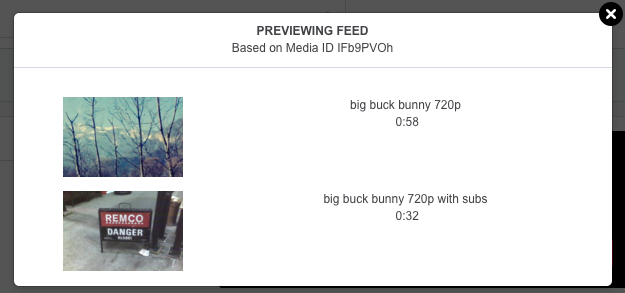 PREVIEWING FEED
Based on Media ID IFb9PVOh
big buck bunny 720p
0:58
REMCO
DANGER
big buck bunny 720p with subs
0:32